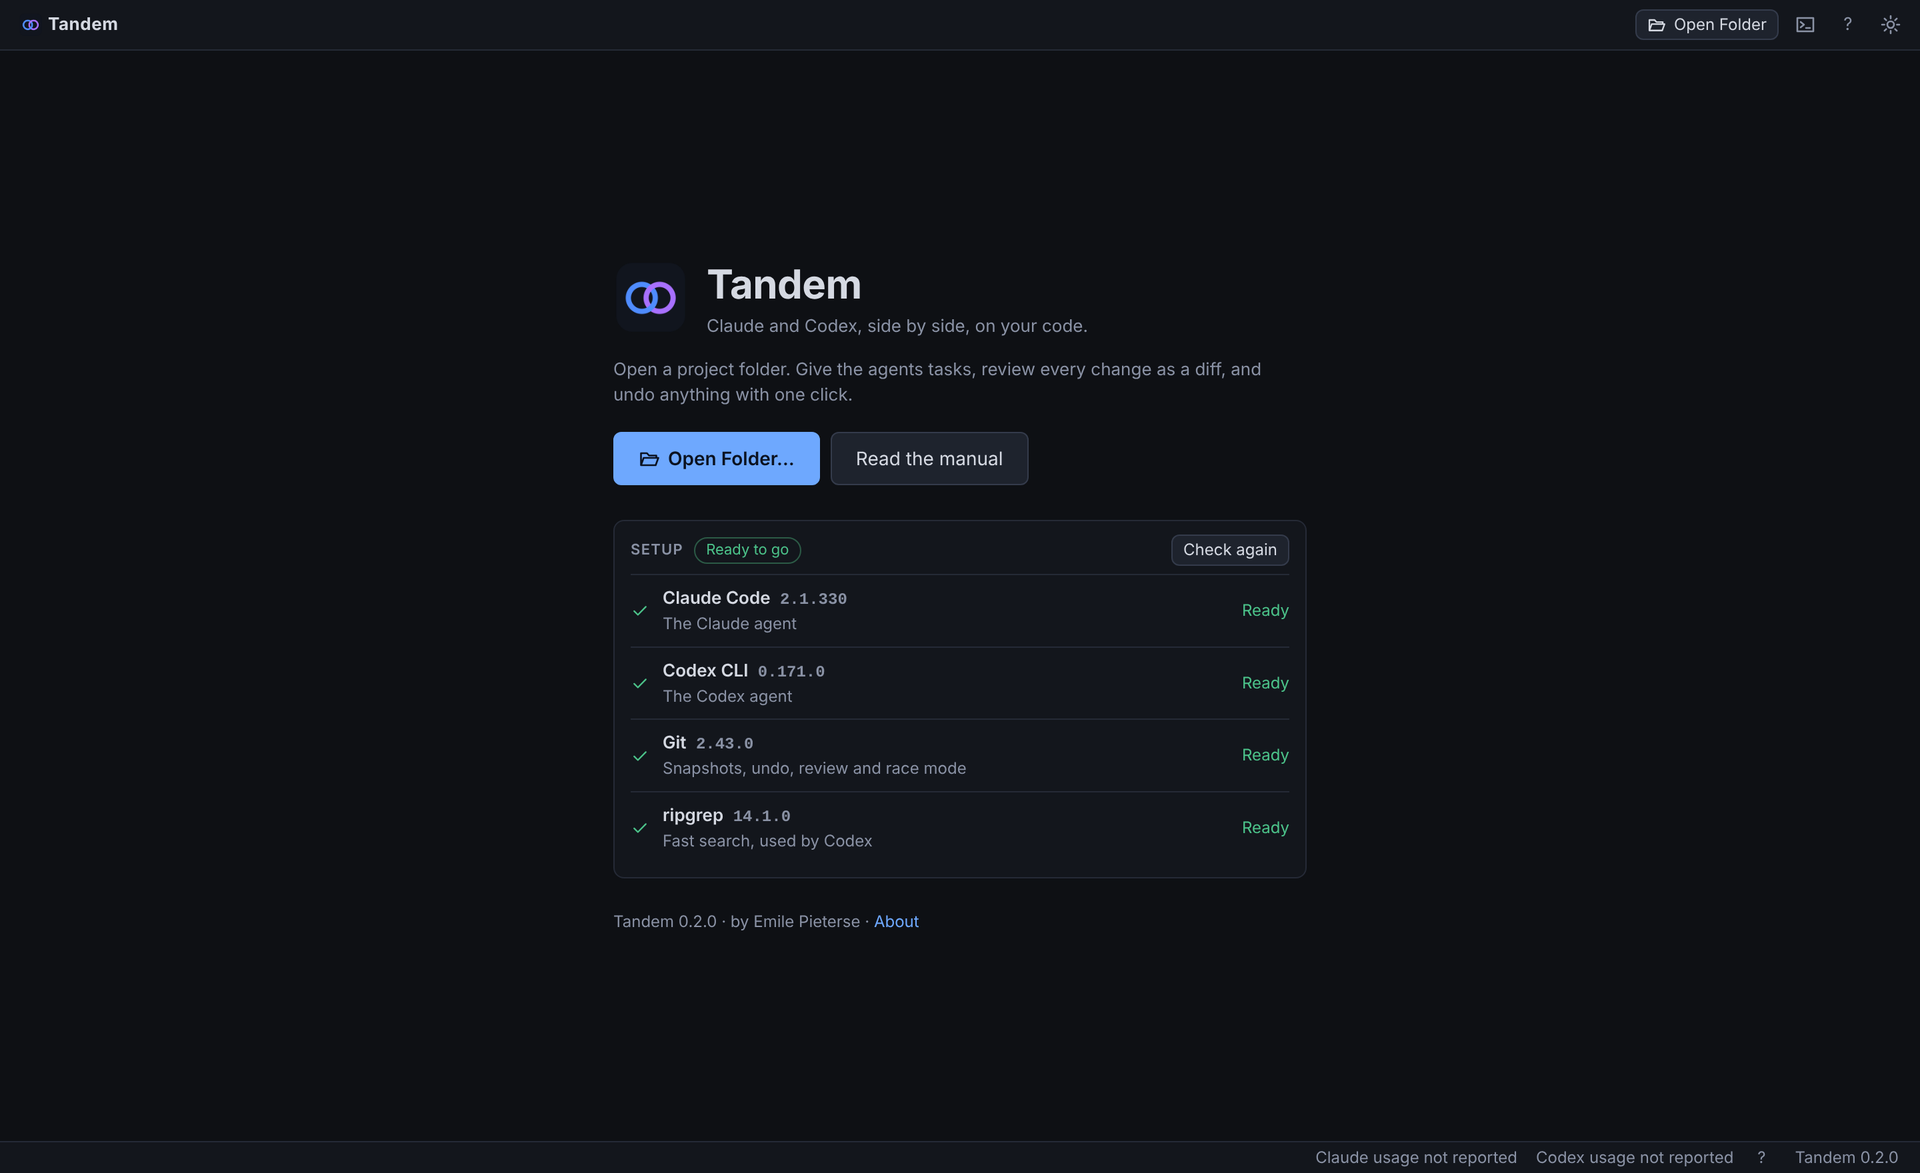 Tandem
Open Folder
?
Tandem
Claude and Codex, side by side, on your code.
Open a project folder. Give the agents tasks, review every change as a diff, and
undo anything with one click.
Open Folder...
Read the manual
SETUP
Ready to go
Check again
Claude Code 2.1.330
The Claude agent
Ready
Codex CLI 0.171.0
The Codex agent
Ready
Git 2.43.0
Snapshots, undo, review and race mode
Ready
ripgrep 14.1.0
Fast search, used by Codex
Ready
Tandem 0.2.0 · by Emile Pieterse · About
Claude usage not reported
Codex usage not reported
?
Tandem 0.2.0